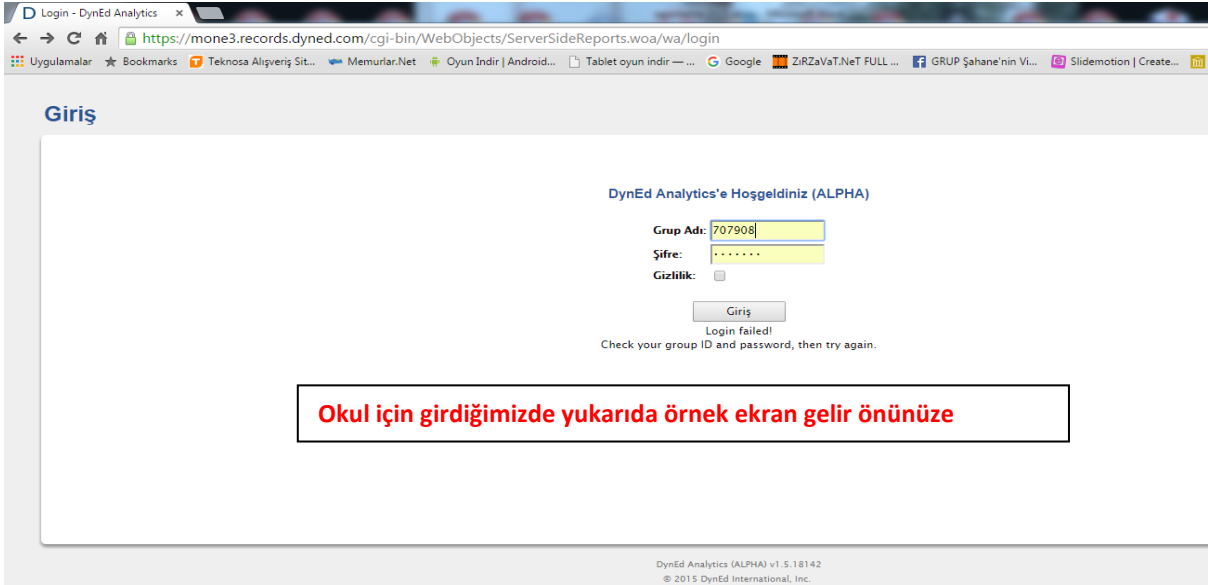 Login - DynEd Analytics
https://mone3.records.dyned.com/cgi-bin/WebObjects/ServerSideReports.woa/wa/login
Uygulamalar Bookmarks Teknosa Alışveriş Sit... Memurlar.Net Oyun Indir | Android... Tablet oyun indir — ... Google ZıRZaVaT.NeT FULL ... GRUP Şahane'nin Vi... Slidemotion | Create...
Giriş
DynEd Analytics'e Hoşgeldiniz (ALPHA)
Grup Adı: 707908
Şifre: ·······
Gizlilik:
Giriş
Login failed!
Check your group ID and password, then try again.
Okul için girdiğimizde yukarıda örnek ekran gelir önünüze
DynEd Analytics (ALPHA) v1.5.18142
© 2015 DynEd International, Inc.